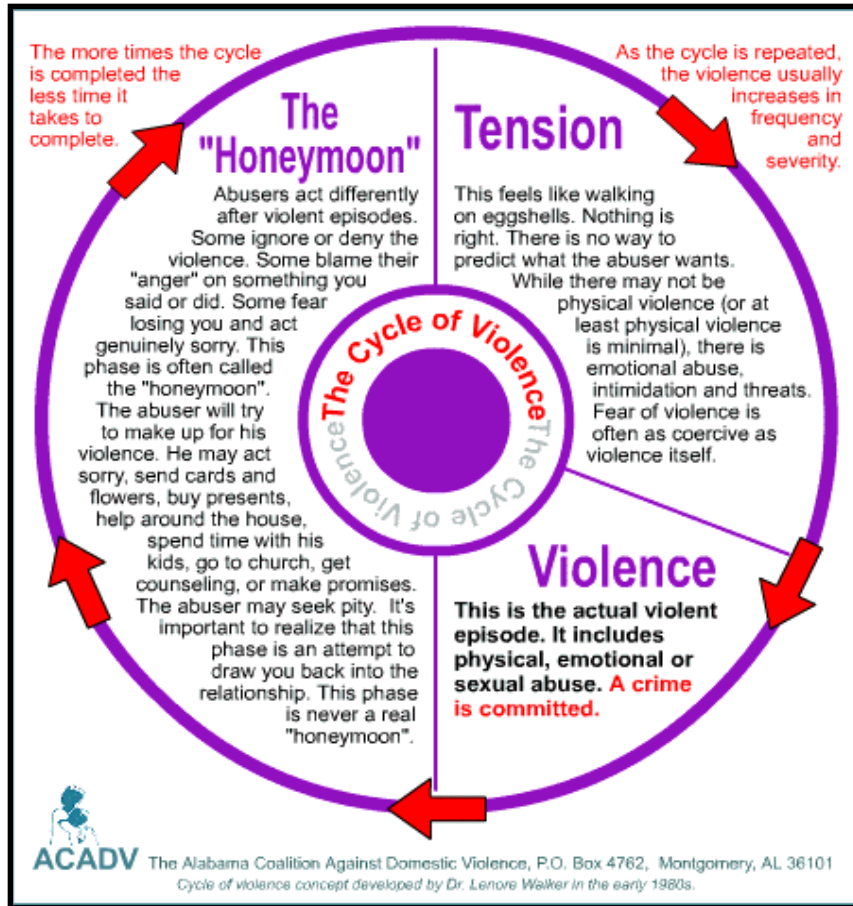 The more times the cycle
is completed the
less time it
takes to
complete.
As the cycle is repeated,
the violence usually
increases in
frequency
and
severity.
The
"Honeymoon"
Abusers act differently
after violent episodes.
Some ignore or deny the
violence. Some blame their
"anger" on something you
said or did. Some fear
losing you and act
genuinely sorry. This
phase is often called
the "honeymoon".
The abuser will try
to make up for his
violence. He may act
sorry, send cards and
flowers, buy presents,
help around the house,
spend time with his
kids, go to church, get
counseling, or make promises.
The abuser may seek pity. It's
important to realize that this
phase is an attempt to
draw you back into the
relationship. This phase
is never a real
"honeymoon".
Tension
This feels like walking
on eggshells. Nothing is
right. There is no way to
predict what the abuser wants.
While there may not be
physical violence (or at
least physical violence
is minimal), there is
emotional abuse,
intimidation and threats.
Fear of violence is
often as coercive as
violence itself.
The Cycle of Violence
The Cycle of Violence
Violence
This is the actual violent
episode. It includes
physical, emotional or
sexual abuse. A crime
is committed.
ACADV The Alabama Coalition Against Domestic Violence, P.O. Box 4762, Montgomery, AL 36101
Cycle of violence concept developed by Dr. Lenore Walker in the early 1980s.